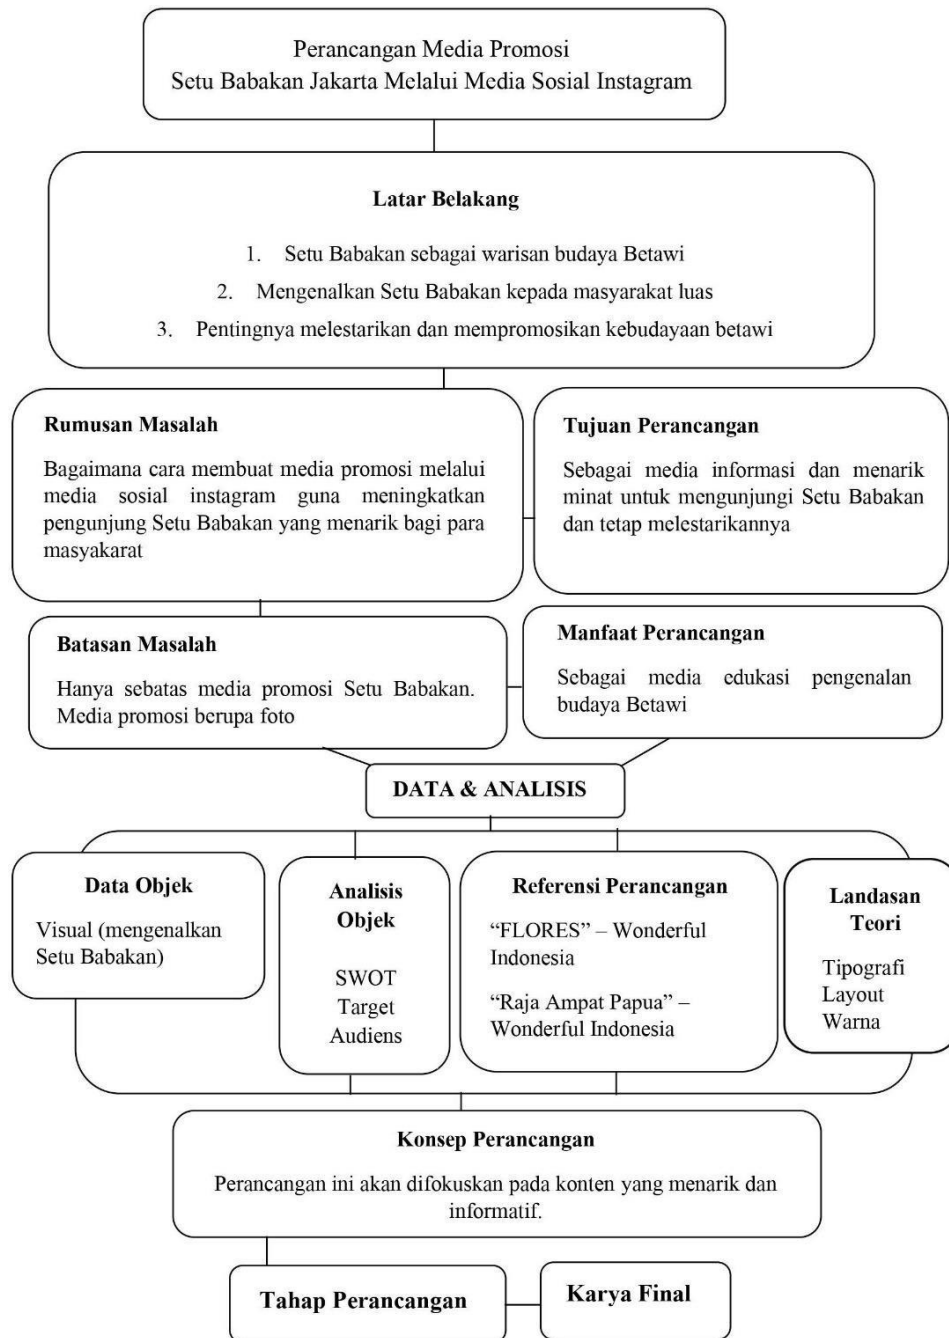 Perancangan Media Promosi
Setu Babakan Jakarta Melalui Media Sosial Instagram
Latar Belakang
1. Setu Babakan sebagai warisan budaya Betawi
2. Mengenalkan Setu Babakan kepada masyarakat luas
3. Pentingnya melestarikan dan mempromosikan kebudayaan betawi
Rumusan Masalah
Bagaimana cara membuat media promosi melalui
media sosial instagram guna meningkatkan
pengunjung Setu Babakan yang menarik bagi para
masyakarat
Tujuan Perancangan
Sebagai media informasi dan menarik
minat untuk mengunjungi Setu Babakan
dan tetap melestarikannya
Batasan Masalah
Hanya sebatas media promosi Setu Babakan.
Media promosi berupa foto
Manfaat Perancangan
Sebagai media edukasi pengenalan
budaya Betawi
DATA & ANALISIS
Data Objek
Visual (mengenalkan
Setu Babakan)
Analisis
Objek
SWOT
Target
Audiens
Referensi Perancangan
“FLORES” – Wonderful
Indonesia
“Raja Ampat Papua” –
Wonderful Indonesia
Landasan
Teori
Tipografi
Layout
Warna
Konsep Perancangan
Perancangan ini akan difokuskan pada konten yang menarik dan
informatif.
Tahap Perancangan
Karya Final